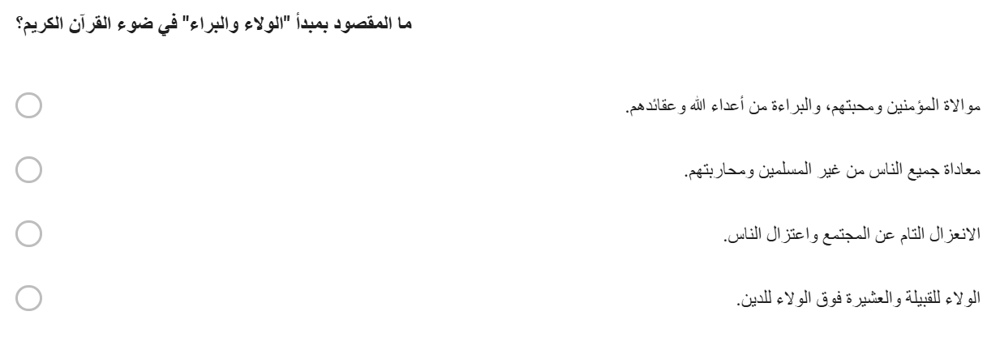 ما المقصود بمبدأ "الولاء والبراء" في ضوء القرآن الكريم؟
موالاة المؤمنين ومحبتهم، والبراءة من أعداء الله وعقائدهم.
معاداة جميع الناس من غير المسلمين ومحاربتهم.
الانعزال التام عن المجتمع واعتزال الناس.
الولاء للقبيلة والعشيرة فوق الولاء للدين.